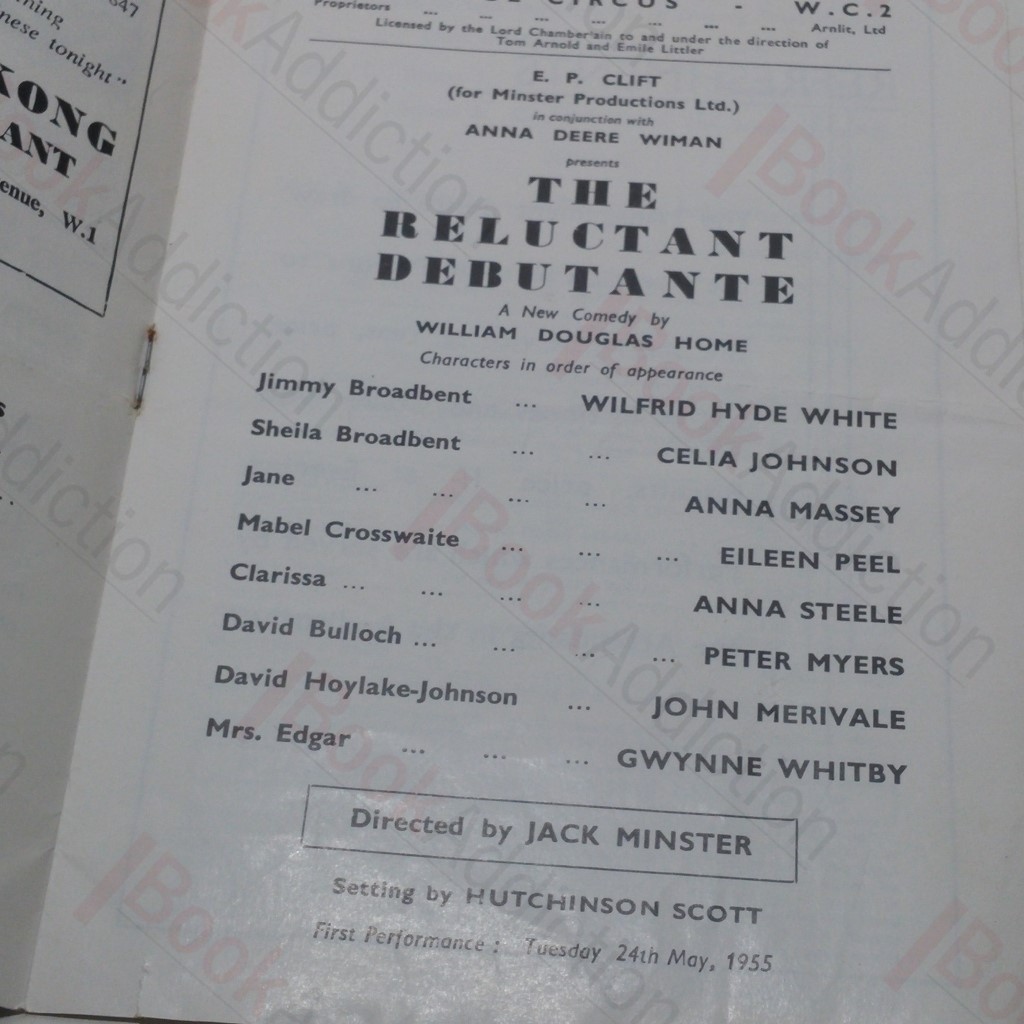 847
nese tonight"
KONG
ANT
enue, W.1
CIRCUS - W.C.2
Proprietors ... ... ... ... ... ... ... Arnlit, Ltd
Licensed by the Lord Chamber'ain to and under the direction of
Tom Arnold and Emile Littler
E. P. CLIFT
(for Minster Productions Ltd.)
in conjunction with
ANNA DEERE WIMAN
presents
THE
RELUCTANT
DEBUTANTE
A New Comedy by
WILLIAM DOUGLAS HOME
Characters in order of appearance
Jimmy Broadbent ... WILFRID HYDE WHITE
Sheila Broadbent ... ... CELIA JOHNSON
Jane ... ... ... ... ANNA MASSEY
Mabel Crosswaite ... ... ... EILEEN PEEL
Clarissa ... ... ... ... ANNA STEELE
David Bulloch ... ... ... ... PETER MYERS
David Hoylake-Johnson ... JOHN MERIVALE
Mrs. Edgar ... ... ... GWYNNE WHITBY
Directed by JACK MINSTER
Setting by HUTCHINSON SCOTT
First Performance : Tuesday 24th May, 1955
BookAddiction